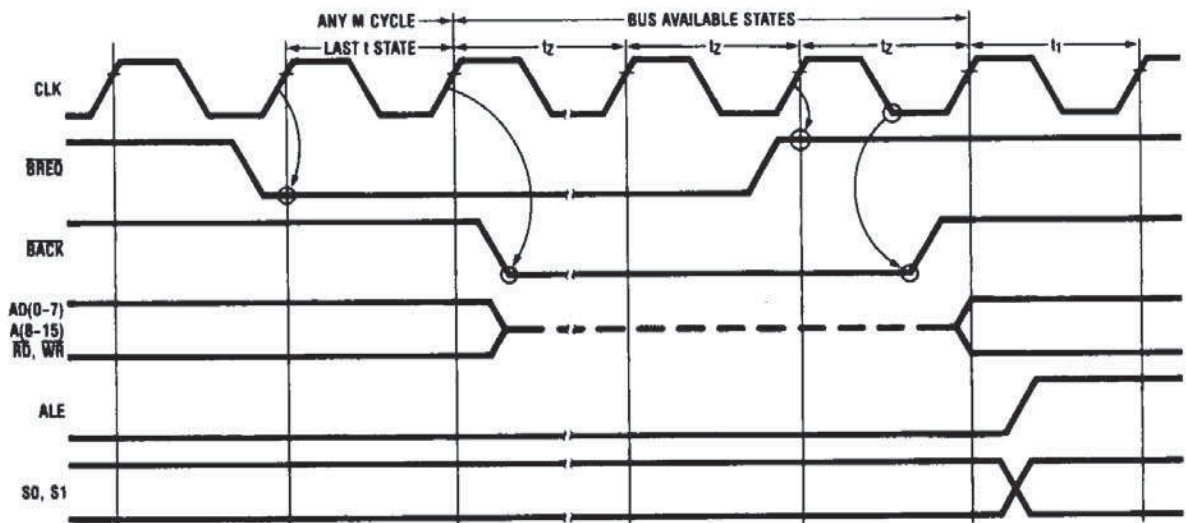 ANY M CYCLE
BUS AVAILABLE STATES
LAST t STATE
tz
tz
tz
t1
CLK
BREQ
BACK
AD(0-7)
A(8-15)
RD, WR
ALE
S0, S1